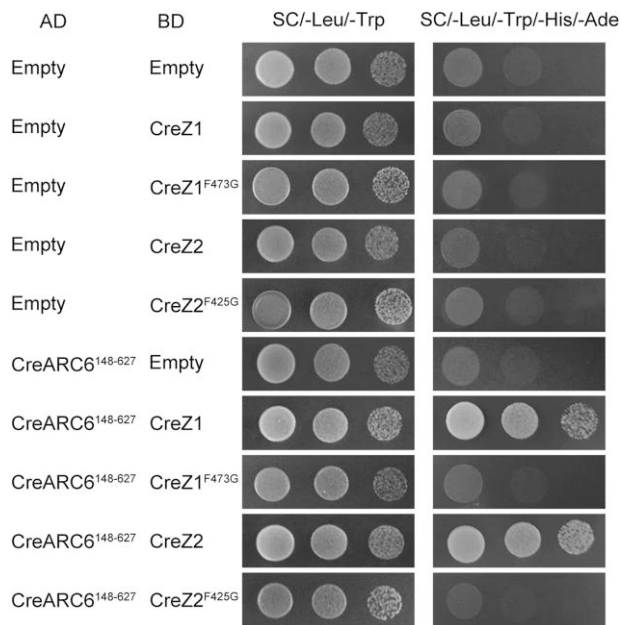 AD BD SC/-Leu/-Trp SC/-Leu/-Trp/-His/-Ade
Empty Empty
Empty CreZ1
Empty CreZ1F473G
Empty CreZ2
Empty CreZ2F425G
CreARC6148-627 Empty
CreARC6148-627 CreZ1
CreARC6148-627 CreZ1F473G
CreARC6148-627 CreZ2
CreARC6148-627 CreZ2F425G